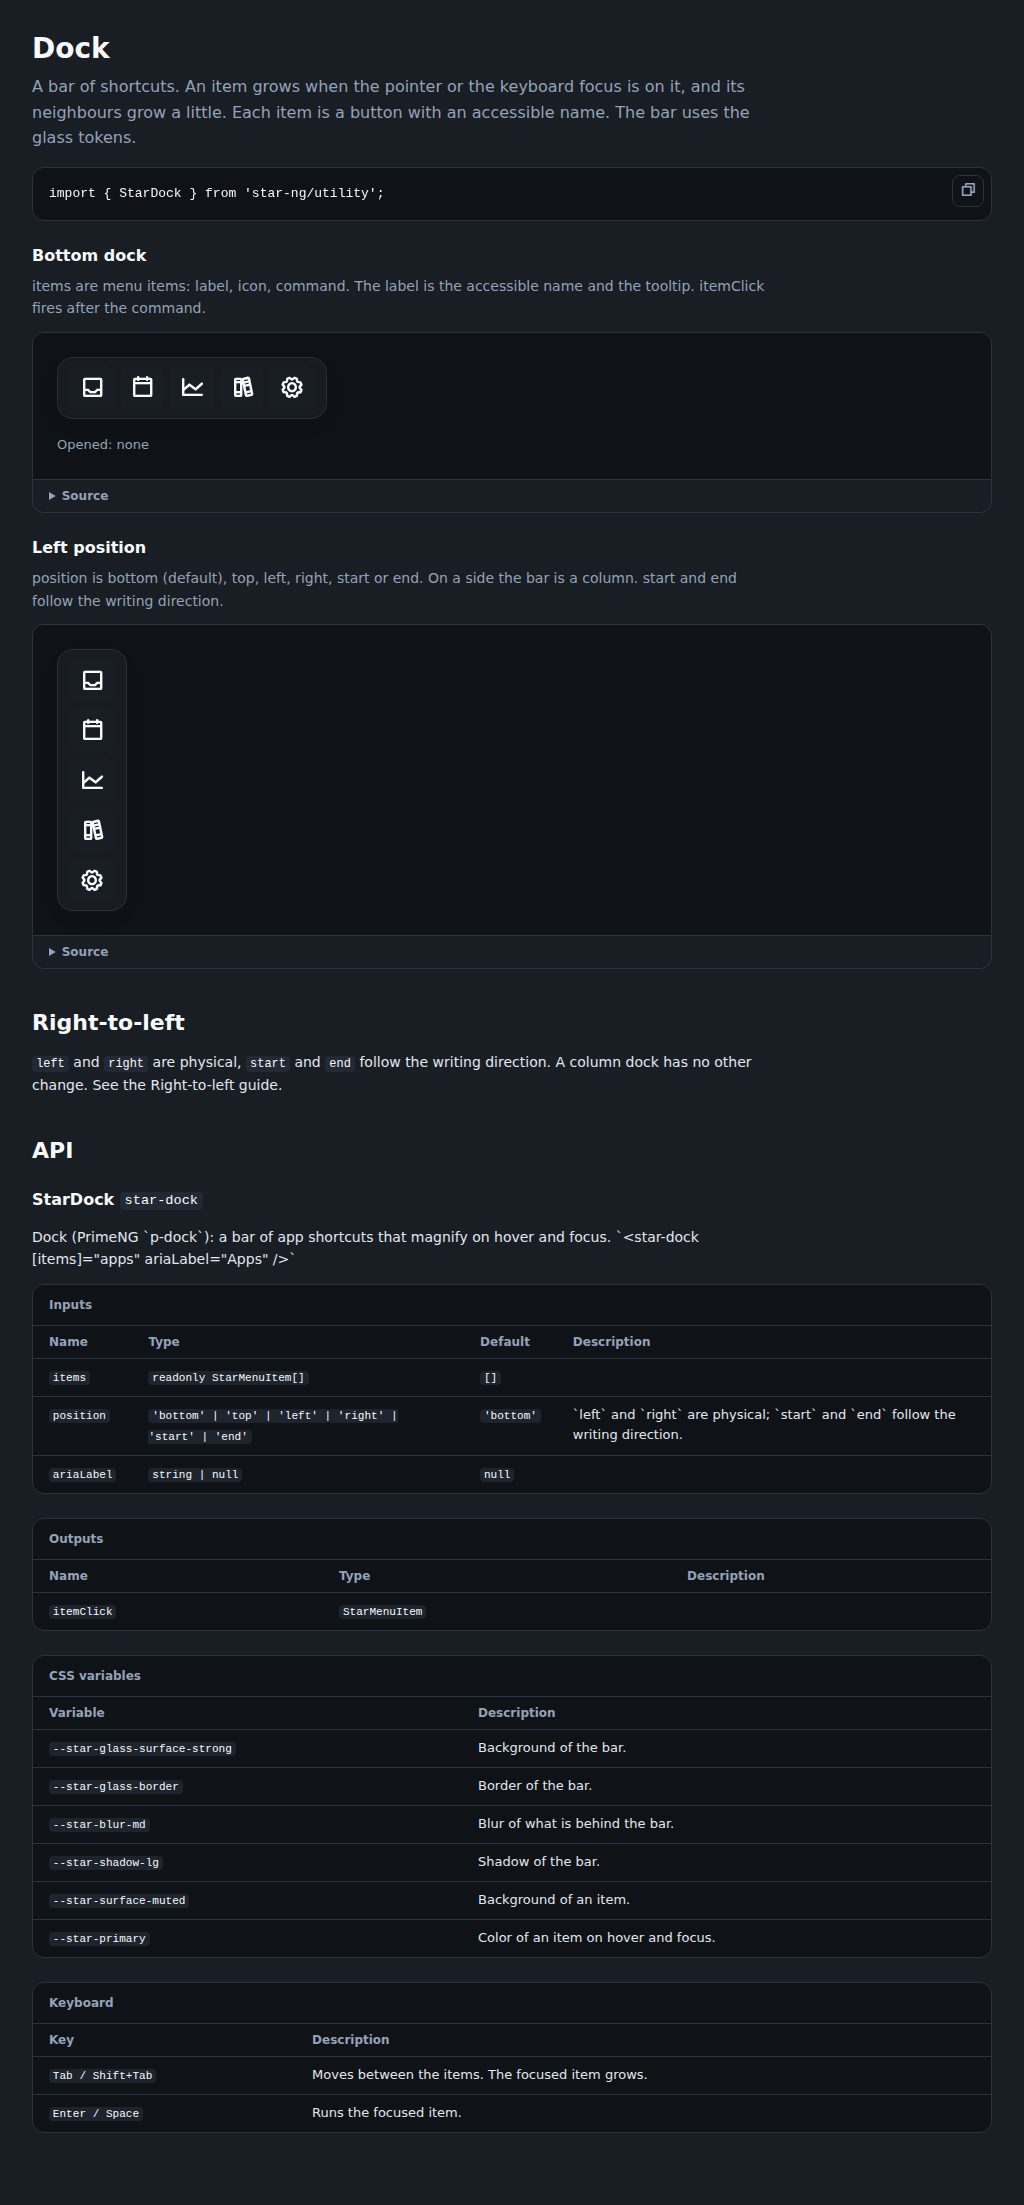 Dock
A bar of shortcuts. An item grows when the pointer or the keyboard focus is on it, and its
neighbours grow a little. Each item is a button with an accessible name. The bar uses the
glass tokens.
import { StarDock } from 'star-ng/utility';
Bottom dock
items are menu items: label, icon, command. The label is the accessible name and the tooltip. itemClick
fires after the command.
Opened: none
Source
Left position
position is bottom (default), top, left, right, start or end. On a side the bar is a column. start and end
follow the writing direction.
Source
Right-to-left
left and right are physical, start and end follow the writing direction. A column dock has no other
change. See the Right-to-left guide.
API
StarDock star-dock
Dock (PrimeNG `p-dock`): a bar of app shortcuts that magnify on hover and focus. `<star-dock
[items]="apps" ariaLabel="Apps" />`
Inputs
Name Type Default Description
items readonly StarMenuItem[] []
position 'bottom' | 'top' | 'left' | 'right' | 'bottom' `left` and `right` are physical; `start` and `end` follow the
'start' | 'end' writing direction.
ariaLabel string | null null
Outputs
Name Type Description
itemClick StarMenuItem
CSS variables
Variable Description
--star-glass-surface-strong Background of the bar.
--star-glass-border Border of the bar.
--star-blur-md Blur of what is behind the bar.
--star-shadow-lg Shadow of the bar.
--star-surface-muted Background of an item.
--star-primary Color of an item on hover and focus.
Keyboard
Key Description
Tab / Shift+Tab Moves between the items. The focused item grows.
Enter / Space Runs the focused item.